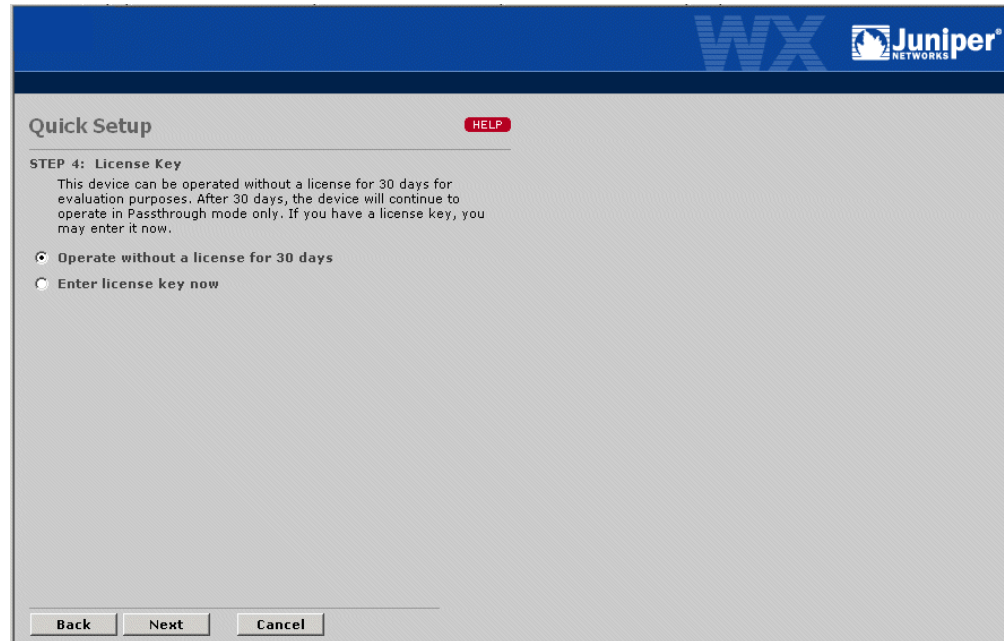 WX
Juniper®
NETWORKS
Quick Setup
HELP
STEP 4: License Key
This device can be operated without a license for 30 days for
evaluation purposes. After 30 days, the device will continue to
operate in Passthrough mode only. If you have a license key, you
may enter it now.
Operate without a license for 30 days
Enter license key now
Back Next Cancel